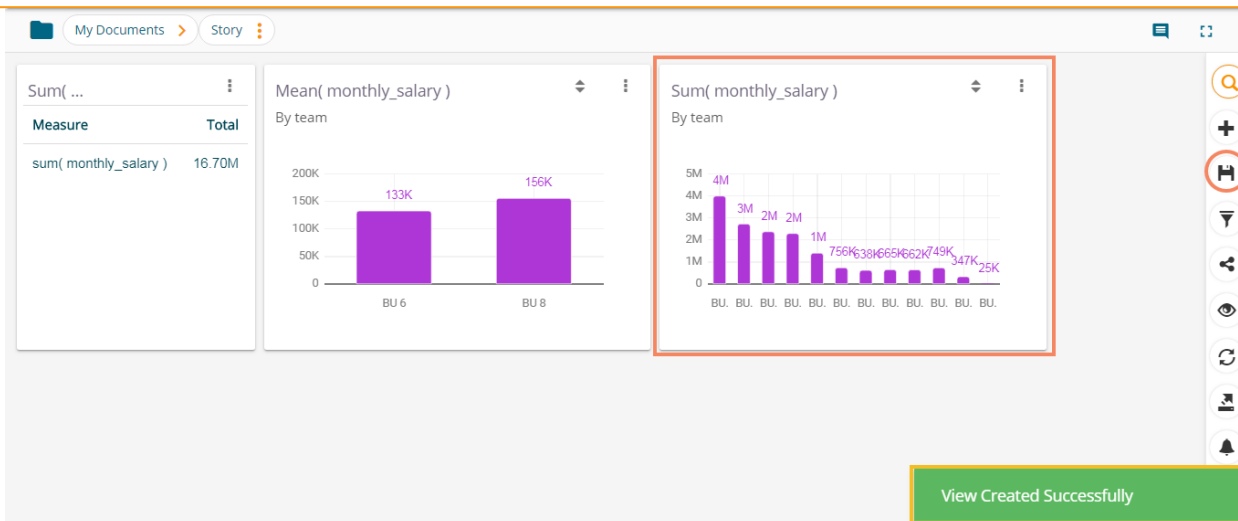 My Documents
Story
Sum( ...
Measure Total
sum( monthly_salary ) 16.70M
Mean( monthly_salary )
By team
200K
150K
100K
50K
0
133K
156K
BU 6 BU 8
Sum( monthly_salary )
By team
5M
4M
3M
2M
1M
0
4M
3M
2M
2M
1M
756K
638K
665K
662K
749K
347K
25K
BU. BU. BU. BU. BU. BU. BU. BU. BU. BU. BU. BU.
View Created Successfully